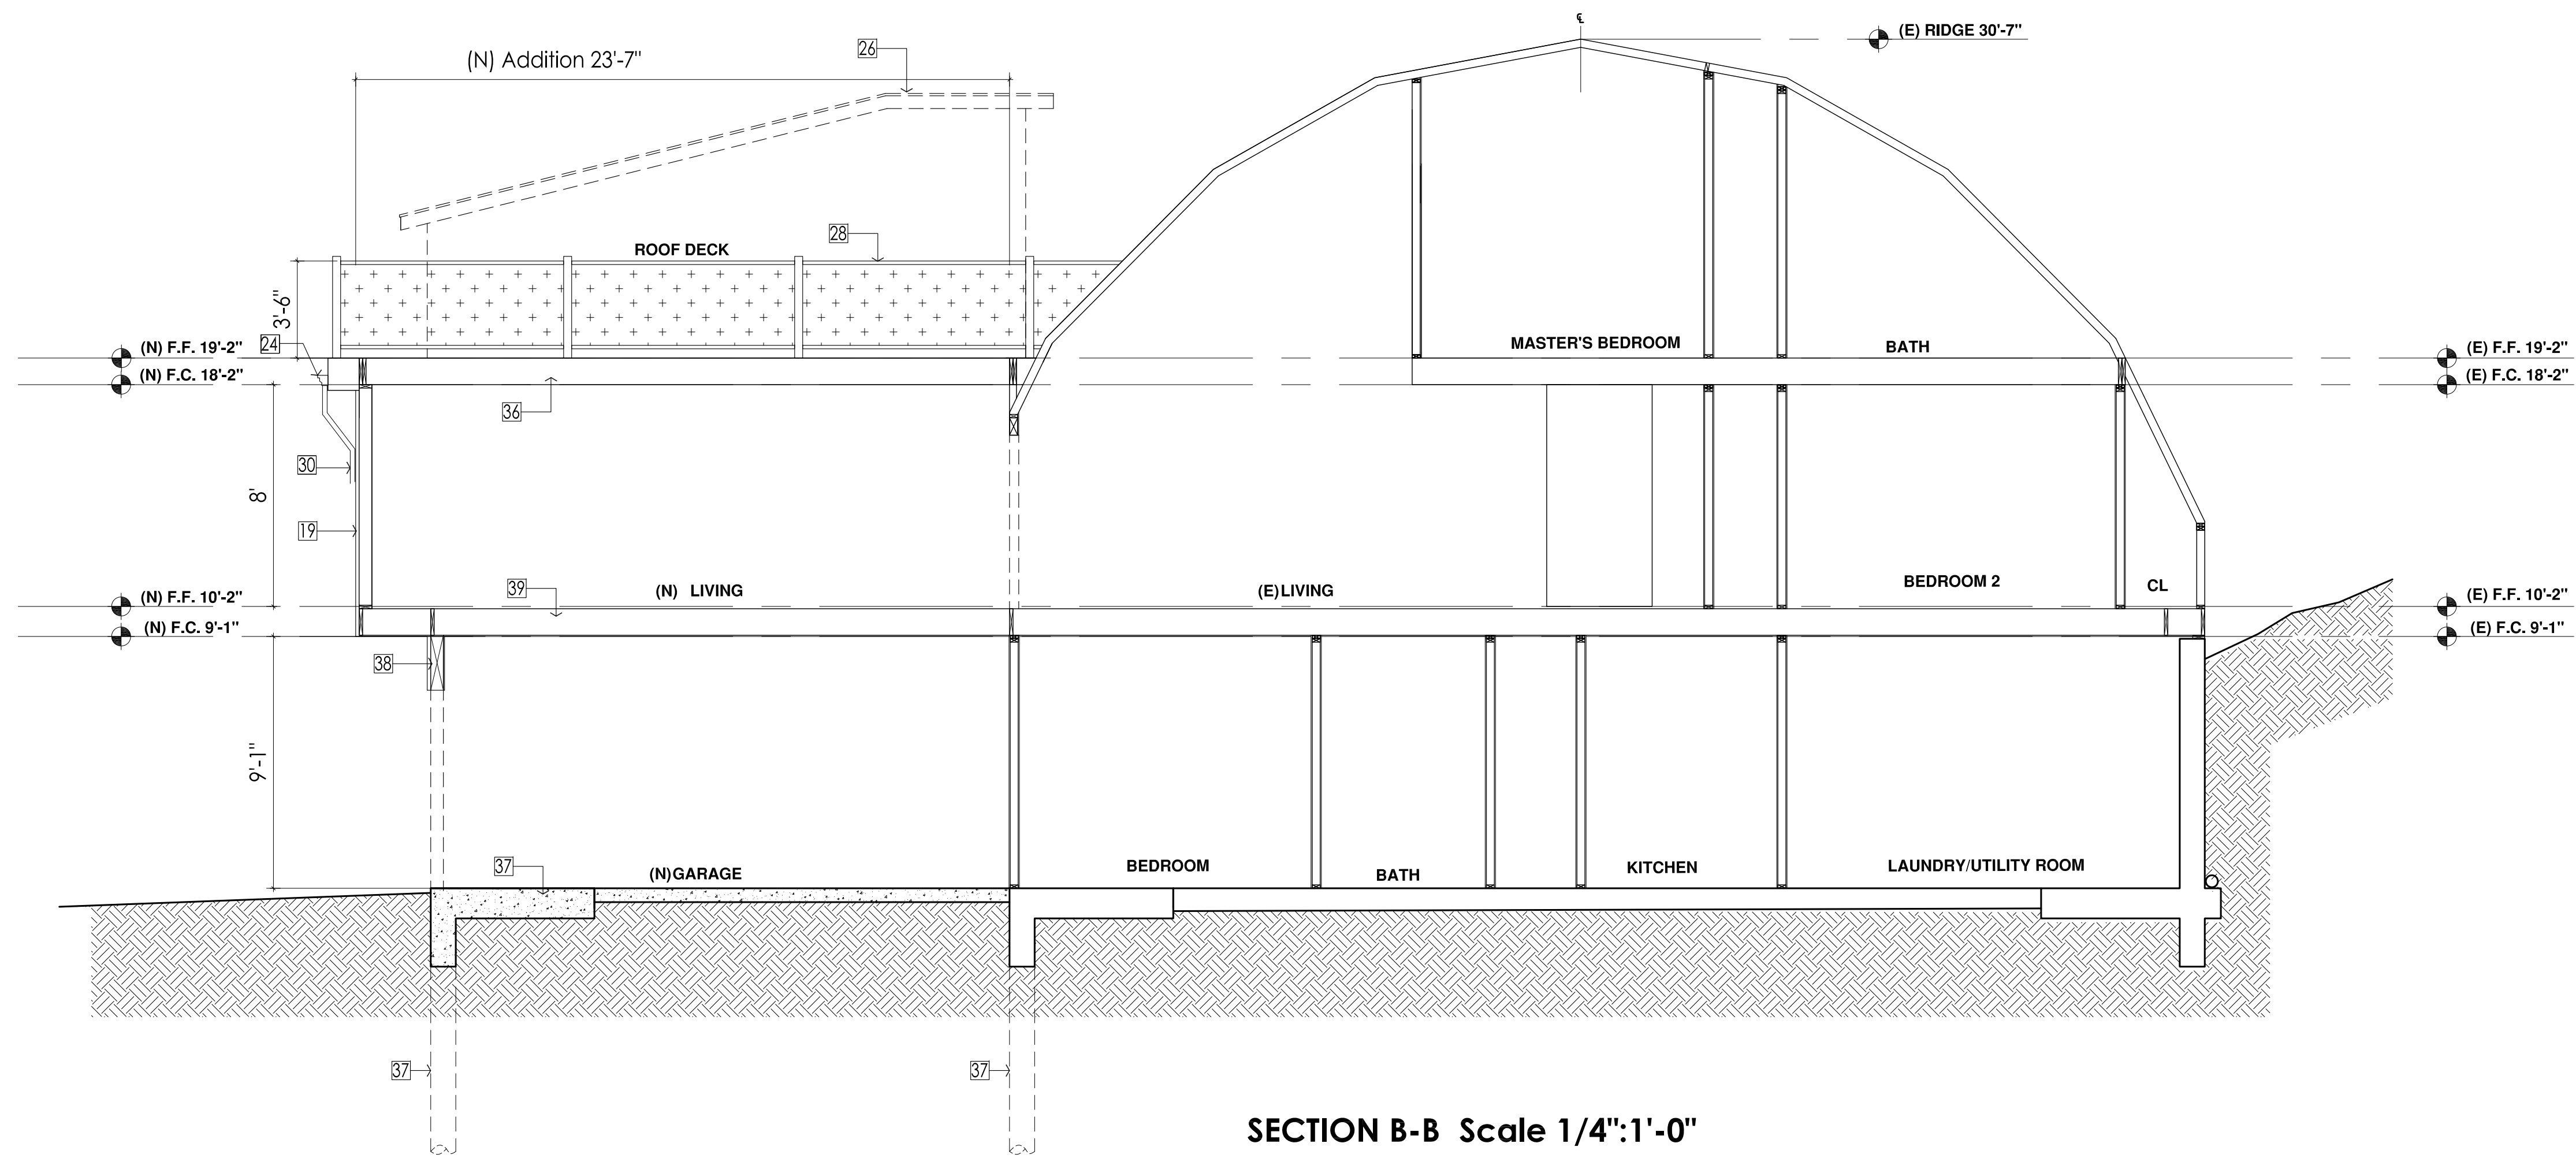 ℄
(E) RIDGE 30'-7"
(N) Addition 23'-7"
26
28
ROOF DECK
3'-6"
24
(N) F.F. 19'-2"
(N) F.C. 18'-2"
MASTER'S BEDROOM
BATH
(E) F.F. 19'-2"
(E) F.C. 18'-2"
36
30
8'
19
39
(N) LIVING
(E)LIVING
BEDROOM 2
CL
(N) F.F. 10'-2"
(N) F.C. 9'-1"
(E) F.F. 10'-2"
(E) F.C. 9'-1"
38
9'-1"
37
(N)GARAGE
BEDROOM
BATH
KITCHEN
LAUNDRY/UTILITY ROOM
37
37
SECTION B-B Scale 1/4":1'-0"